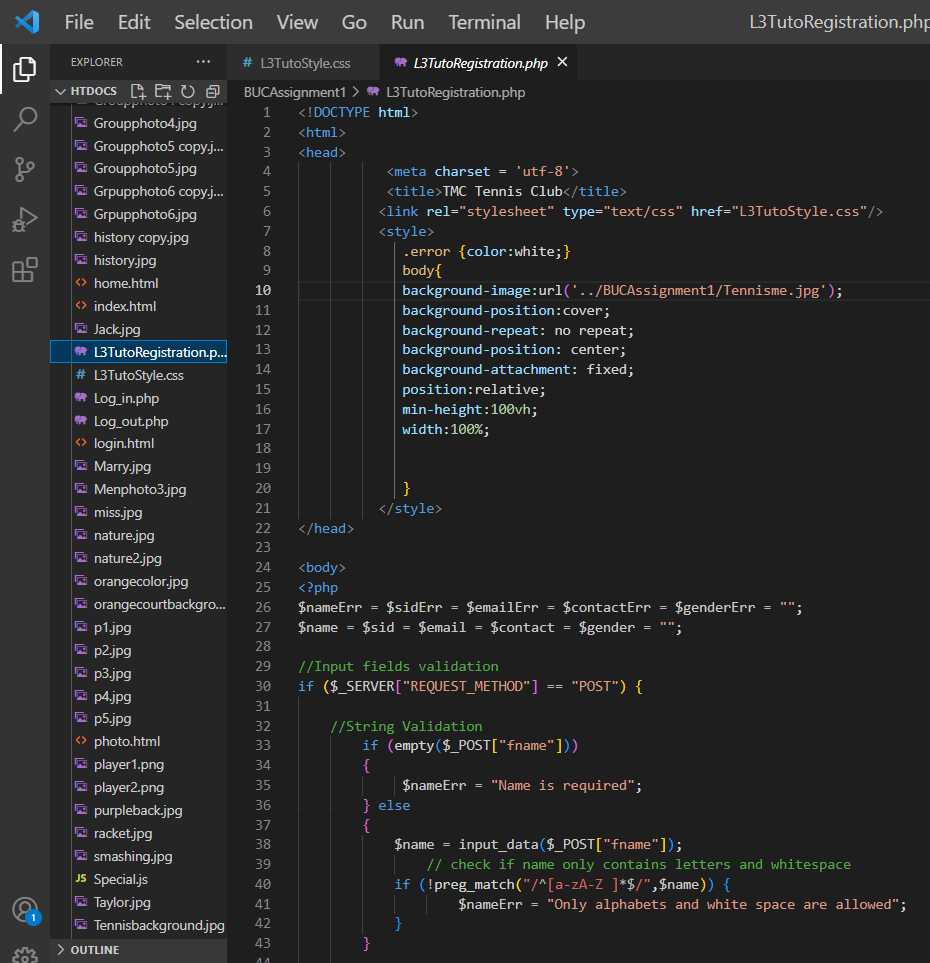 File Edit Selection View Go Run Terminal Help L3TutoRegistration.php
EXPLORER ...
# L3TutoStyle.css L3TutoRegistration.php ×
HTDOCS
BUCAssignment1 > L3TutoRegistration.php
Groupphoto4.jpg
Groupphoto5 copy.j...
Groupphoto5.jpg
Grpupphoto6 copy.j...
Grpupphoto6.jpg
history copy.jpg
history.jpg
<> home.html
<> index.html
Jack.jpg
L3TutoRegistration.p...
# L3TutoStyle.css
Log_in.php
Log_out.php
<> login.html
Marry.jpg
Menphoto3.jpg
miss.jpg
nature.jpg
nature2.jpg
orangecolor.jpg
orangecourtbackgro...
p1.jpg
p2.jpg
p3.jpg
p4.jpg
p5.jpg
<> photo.html
player1.png
player2.png
purpleback.jpg
racket.jpg
smashing.jpg
JS Special.js
Taylor.jpg
Tennisbackground.jpg
> OUTLINE
1
1 <!DOCTYPE html>
2 <html>
3 <head>
4 <meta charset = 'utf-8'>
5 <title>TMC Tennis Club</title>
6 <link rel="stylesheet" type="text/css" href="L3TutoStyle.css"/>
7 <style>
8 .error {color:white;}
9 body{
10 background-image:url('../BUCAssignment1/Tennisme.jpg');
11 background-position:cover;
12 background-repeat: no repeat;
13 background-position: center;
14 background-attachment: fixed;
15 position:relative;
16 min-height:100vh;
17 width:100%;
18
19
20 }
21 </style>
22 </head>
23
24 <body>
25 <?php
26 $nameErr = $sidErr = $emailErr = $contactErr = $genderErr = "";
27 $name = $sid = $email = $contact = $gender = "";
28
29 //Input fields validation
30 if ($_SERVER["REQUEST_METHOD"] == "POST") {
31
32 //String Validation
33 if (empty($_POST["fname"]))
34 {
35 $nameErr = "Name is required";
36 } else
37 {
38 $name = input_data($_POST["fname"]);
39 // check if name only contains letters and whitespace
40 if (!preg_match("/^[a-zA-Z ]*$/",$name)) {
41 $nameErr = "Only alphabets and white space are allowed";
42 }
43 }